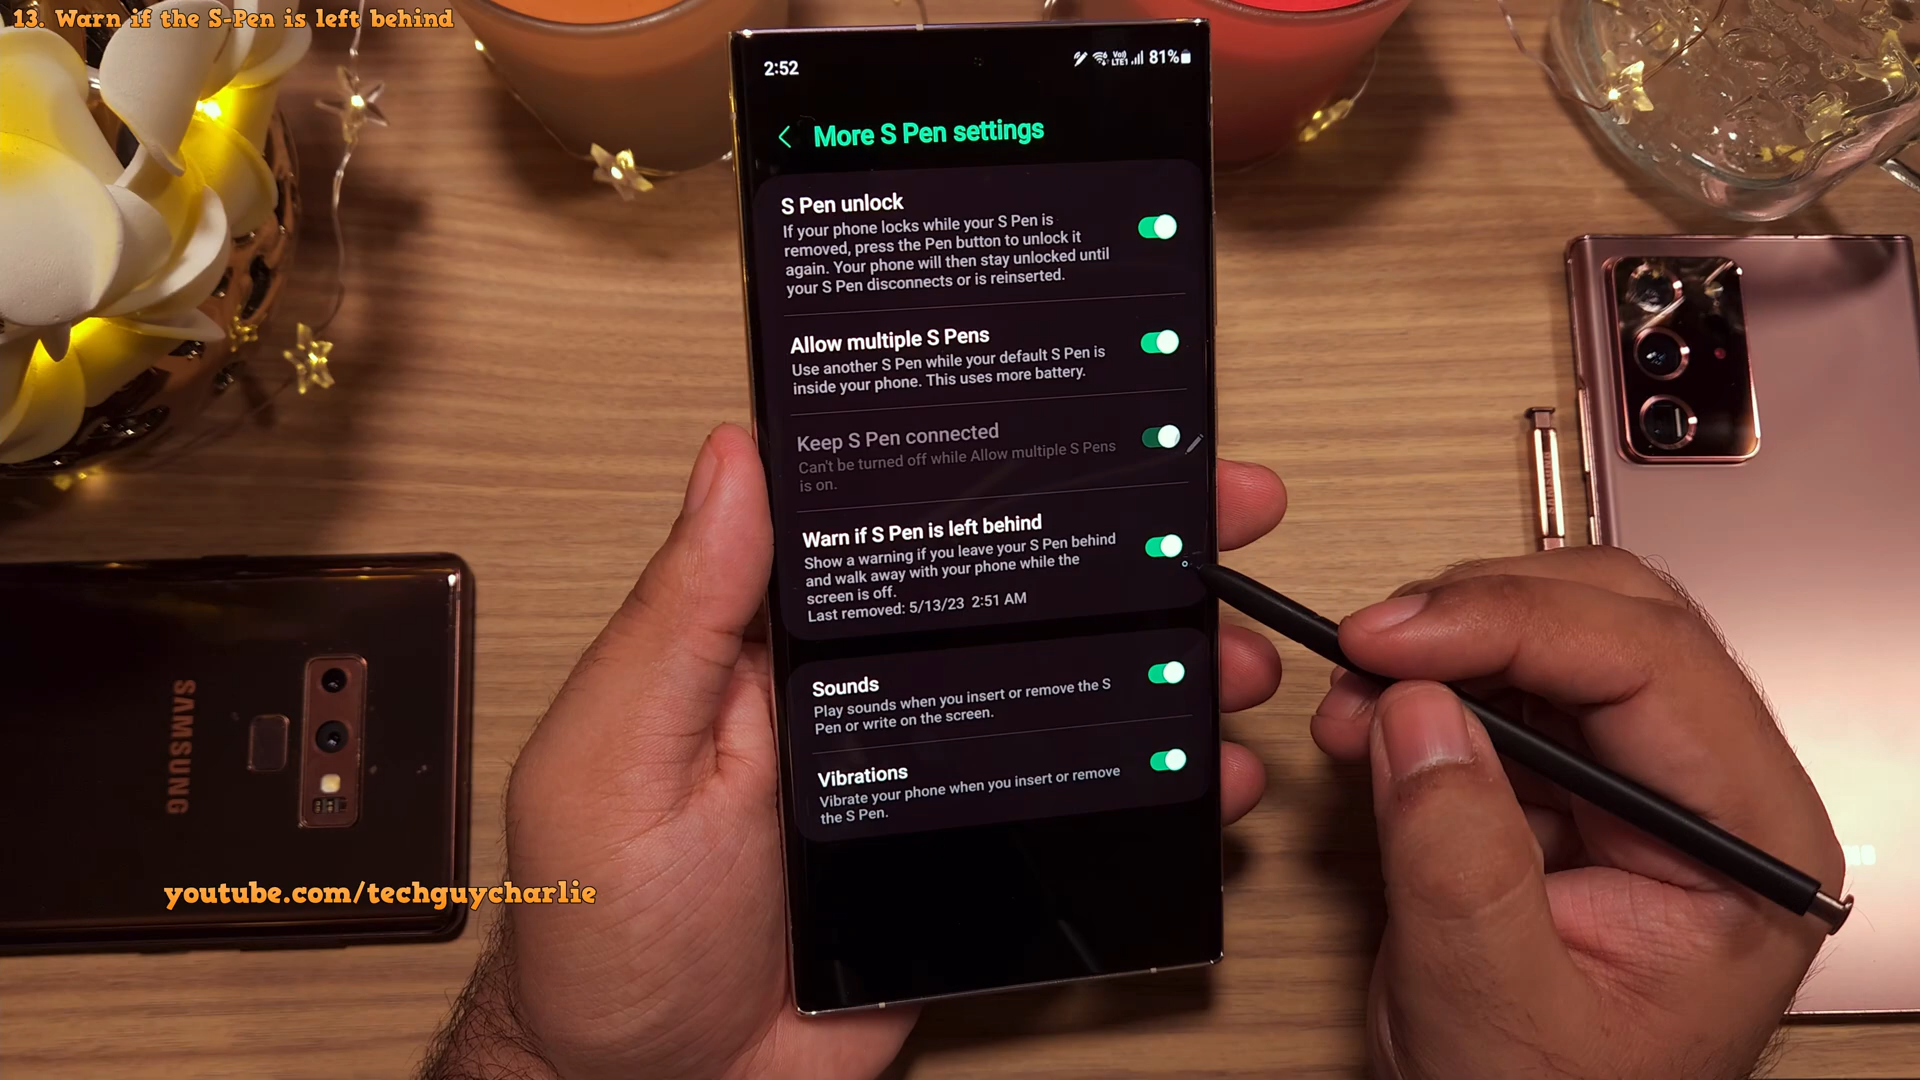 13. Warn if the S-Pen is left behind
2:52
Vo))
LTE1
81%
More S Pen settings
S Pen unlock
If your phone locks while your S Pen is
removed, press the Pen button to unlock it
again. Your phone will then stay unlocked until
your S Pen disconnects or is reinserted.
Allow multiple S Pens
Use another S Pen while your default S Pen is
inside your phone. This uses more battery.
Keep S Pen connected
Can't be turned off while Allow multiple S Pens
is on.
Warn if S Pen is left behind
Show a warning if you leave your S Pen behind
and walk away with your phone while the
screen is off.
Last removed: 5/13/23 2:51 AM
Sounds
Play sounds when you insert or remove the S
Pen or write on the screen.
Vibrations
Vibrate your phone when you insert or remove
the S Pen.
SAMSUNG
SAMSUNG
youtube.com/techguycharlie